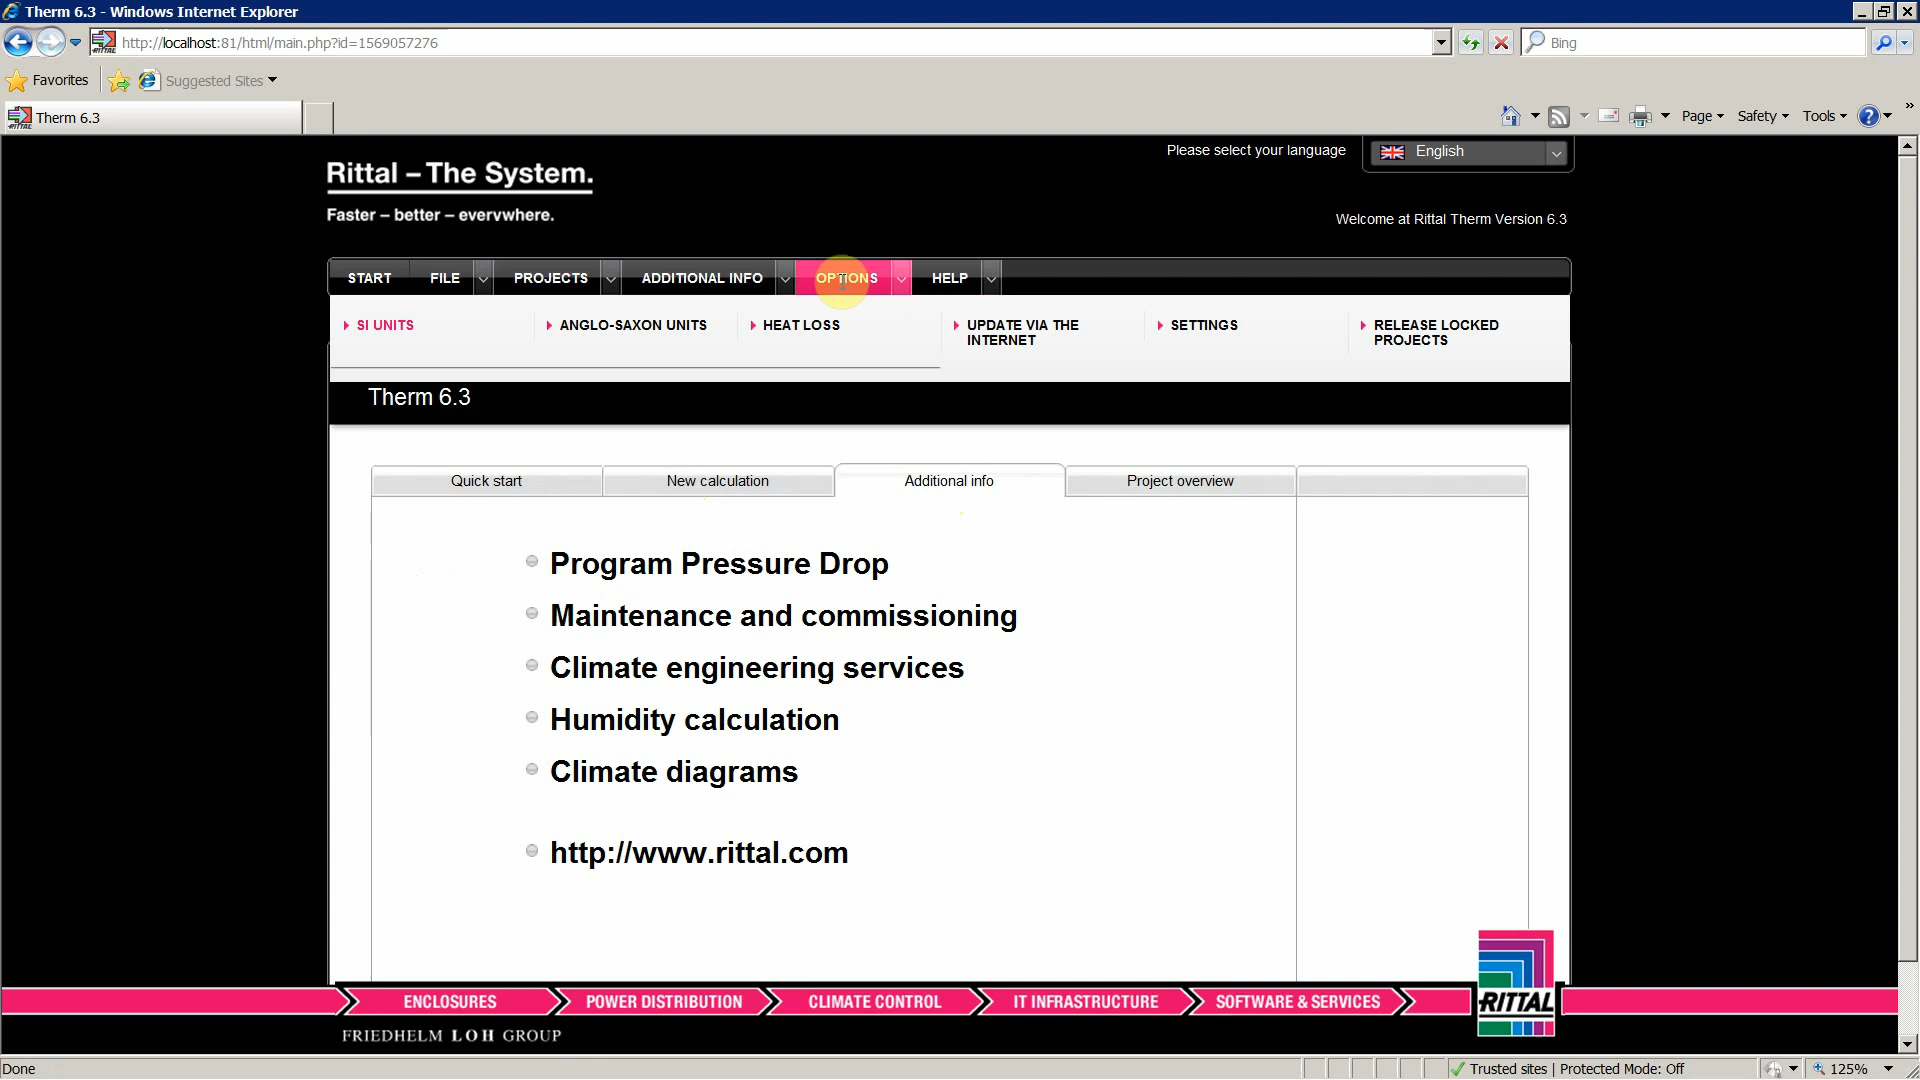 Therm 6.3 - Windows Internet Explorer
http://localhost:81/html/main.php?id=1569057276
Bing
Favorites
Suggested Sites
Therm 6.3
Page
Safety
Tools
»
Rittal – The System.
Faster – better – everywhere.
Please select your language
English
Welcome at Rittal Therm Version 6.3
START
FILE
PROJECTS
ADDITIONAL INFO
OPTIONS
HELP
SI UNITS
ANGLO-SAXON UNITS
HEAT LOSS
UPDATE VIA THE
INTERNET
SETTINGS
RELEASE LOCKED
PROJECTS
Therm 6.3
Quick start
New calculation
Additional info
Project overview
Program Pressure Drop
Maintenance and commissioning
Climate engineering services
Humidity calculation
Climate diagrams
http://www.rittal.com
ENCLOSURES
POWER DISTRIBUTION
CLIMATE CONTROL
IT INFRASTRUCTURE
SOFTWARE & SERVICES
RITTAL
FRIEDHELM LOH GROUP
Done
Trusted sites | Protected Mode: Off
125%